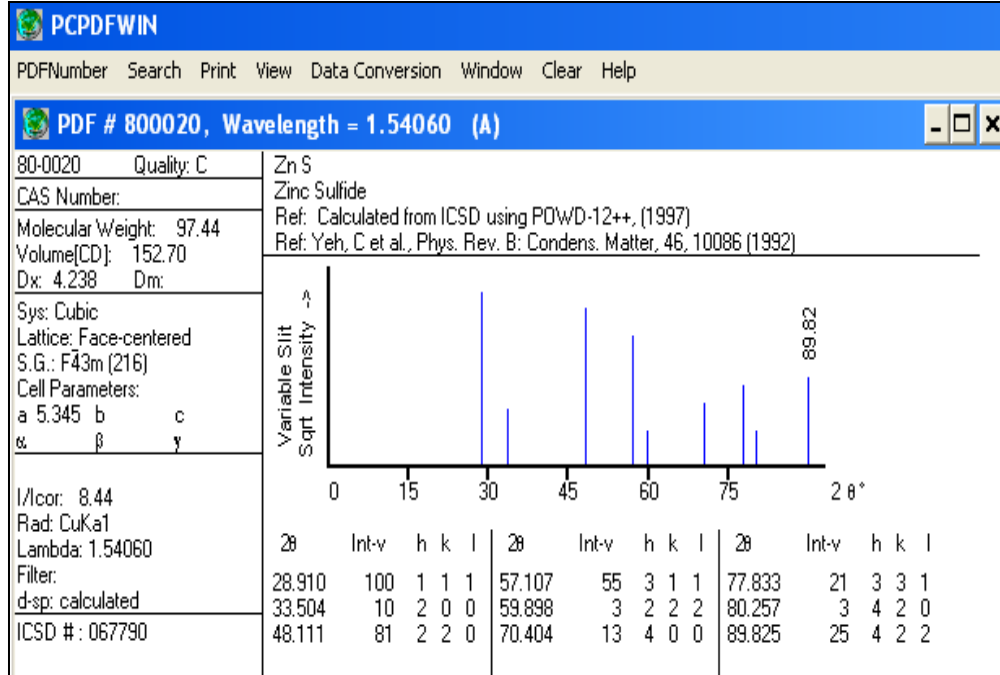 PCPDFWIN
PDFNumber Search Print View Data Conversion Window Clear Help
PDF # 800020, Wavelength = 1.54060 (A)
80-0020 Quality: C
CAS Number:
Molecular Weight: 97.44
Volume[CD]: 152.70
Dx: 4.238 Dm:
Sys: Cubic
Lattice: Face-centered
S.G.: F4̅3m (216)
Cell Parameters:
a 5.345 b c
α β γ
I/Icor: 8.44
Rad: CuKa1
Lambda: 1.54060
Filter:
d-sp: calculated
ICSD # : 067790
Zn S
Zinc Sulfide
Ref: Calculated from ICSD using POWD-12++, (1997)
Ref: Yeh, C et al., Phys. Rev. B: Condens. Matter, 46, 10086 (1992)
Variable Slit
Sqrt Intensity ->
89.82
0 15 30 45 60 75 2 θ °
2θ Int-v h k l 2θ Int-v h k l 2θ Int-v h k l
28.910 100 1 1 1 57.107 55 3 1 1 77.833 21 3 3 1
33.504 10 2 0 0 59.898 3 2 2 2 80.257 3 4 2 0
48.111 81 2 2 0 70.404 13 4 0 0 89.825 25 4 2 2